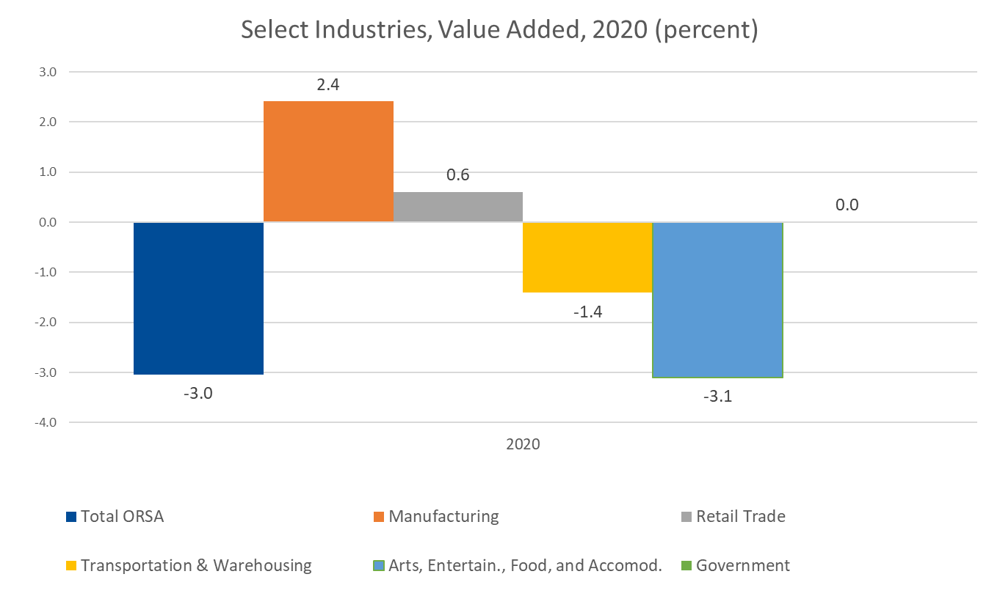 Select Industries, Value Added, 2020 (percent)
3.0
2.4
2.0
1.0
0.6
0.0
0.0
-1.0
-1.4
-2.0
-3.0
-3.0
-3.1
-4.0
2020
Total ORSA
Manufacturing
Retail Trade
Transportation & Warehousing
Arts, Entertain., Food, and Accomod.
Government